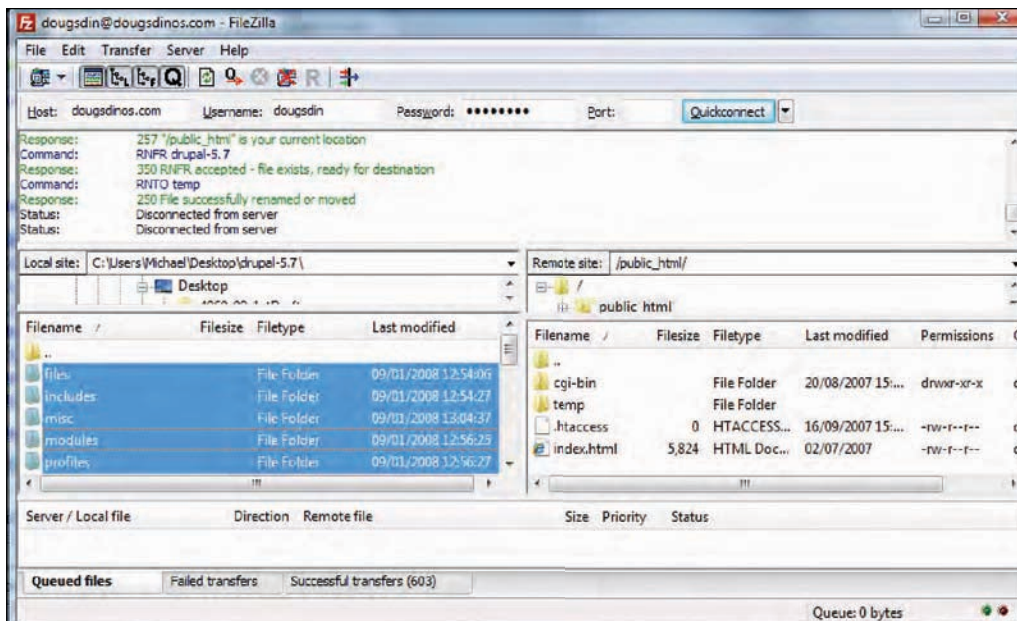 dougsdin@dougsdinos.com - FileZilla
File Edit Transfer Server Help
Host: dougsdinos.com Username: dougsdin Password: •••••••• Port: Quickconnect
Response: 257 "/public_html" is your current location
Command: RNFR drupal-5.7
Response: 350 RNFR accepted - file exists, ready for destination
Command: RNTO temp
Response: 250 File successfully renamed or moved
Status: Disconnected from server
Status: Disconnected from server
Local site: C:\Users\Michael\Desktop\drupal-5.7\
Desktop
Remote site: /public_html/
/
public_html
Filename / Filesize Filetype Last modified
..
files File Folder 09/01/2008 12:54:06
includes File Folder 09/01/2008 12:54:27
misc File Folder 09/01/2008 13:04:37
modules File Folder 09/01/2008 12:56:25
profiles File Folder 09/01/2008 12:56:27
Filename / Filesize Filetype Last modified Permissions
..
cgi-bin File Folder 20/08/2007 15:... drwxr-xr-x
temp File Folder
.htaccess 0 HTACCESS... 16/09/2007 15:... -rw-r--r--
index.html 5,824 HTML Doc... 02/07/2007 -rw-r--r--
Server / Local file Direction Remote file Size Priority Status
Queued files Failed transfers Successful transfers (603)
Queue: 0 bytes